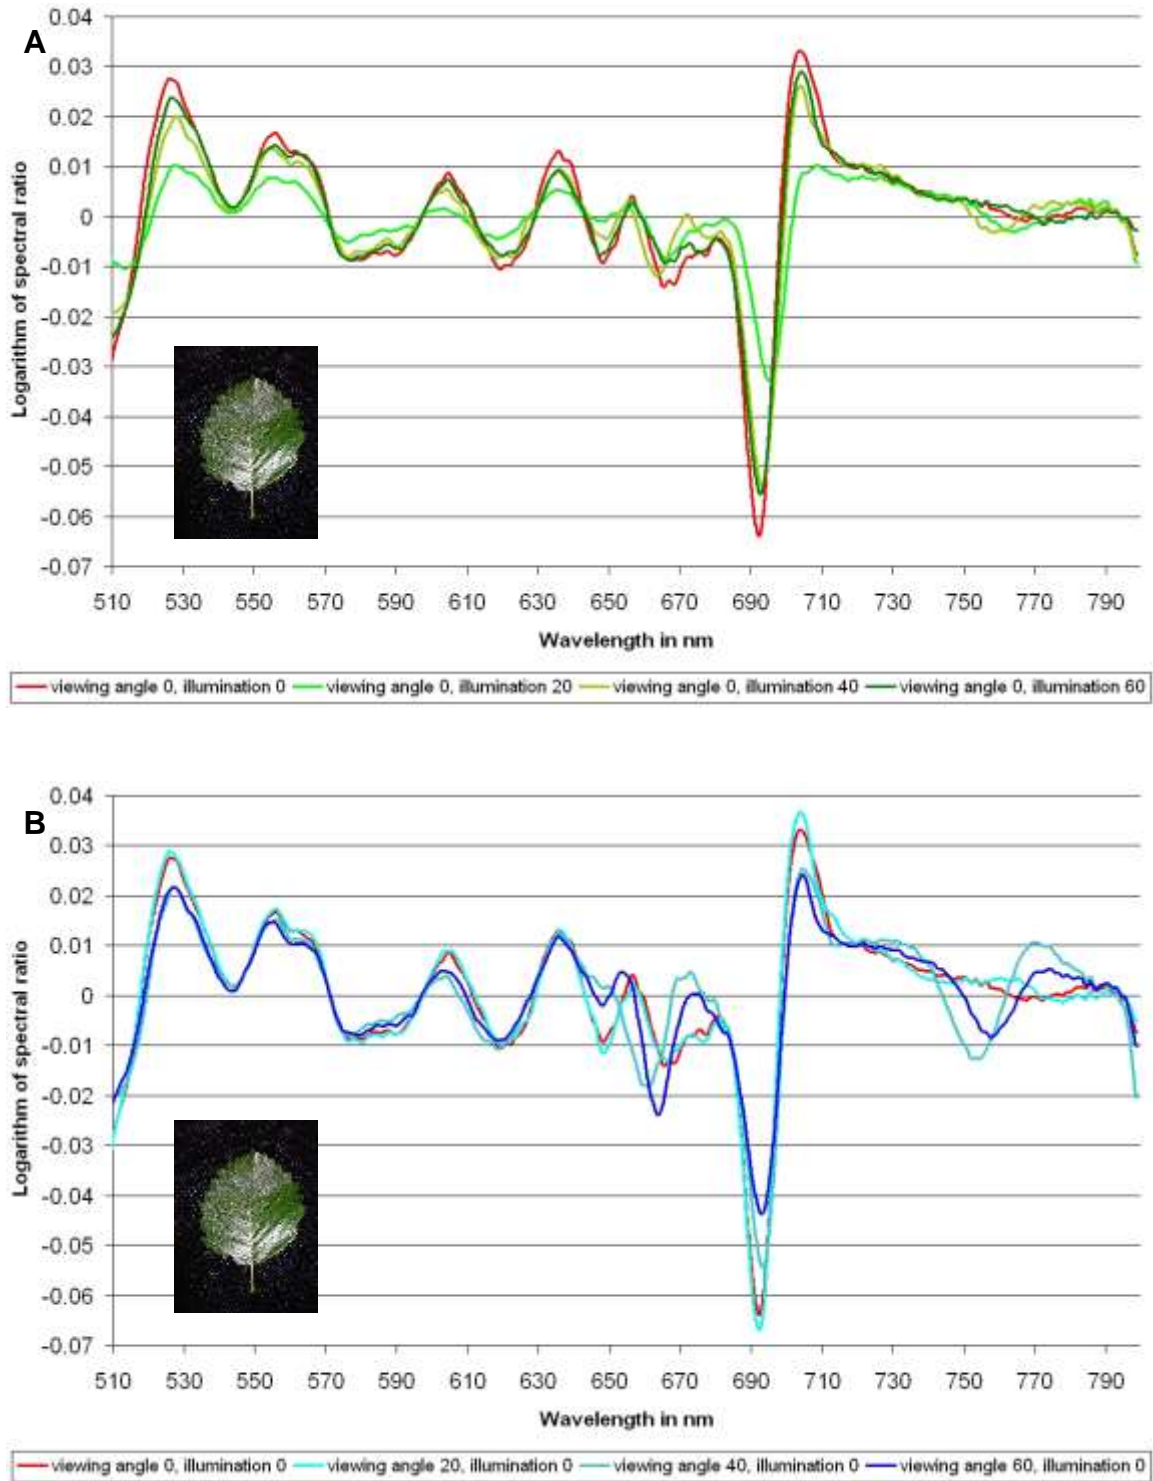 A
0.04
0.03
0.02
0.01
0
-0.01
-0.02
-0.03
-0.04
-0.05
-0.06
-0.07
Logarithm of spectral ratio
510 530 550 570 590 610 630 650 670 690 710 730 750 770 790
Wavelength in nm
viewing angle 0, illumination 0 viewing angle 0, illumination 20 viewing angle 0, illumination 40 viewing angle 0, illumination 60
B
0.04
0.03
0.02
0.01
0
-0.01
-0.02
-0.03
-0.04
-0.05
-0.06
-0.07
Logarithm of spectral ratio
510 530 550 570 590 610 630 650 670 690 710 730 750 770 790
Wavelength in nm
viewing angle 0, illumination 0 viewing angle 20, illumination 0 viewing angle 40, illumination 0 viewing angle 60, illumination 0